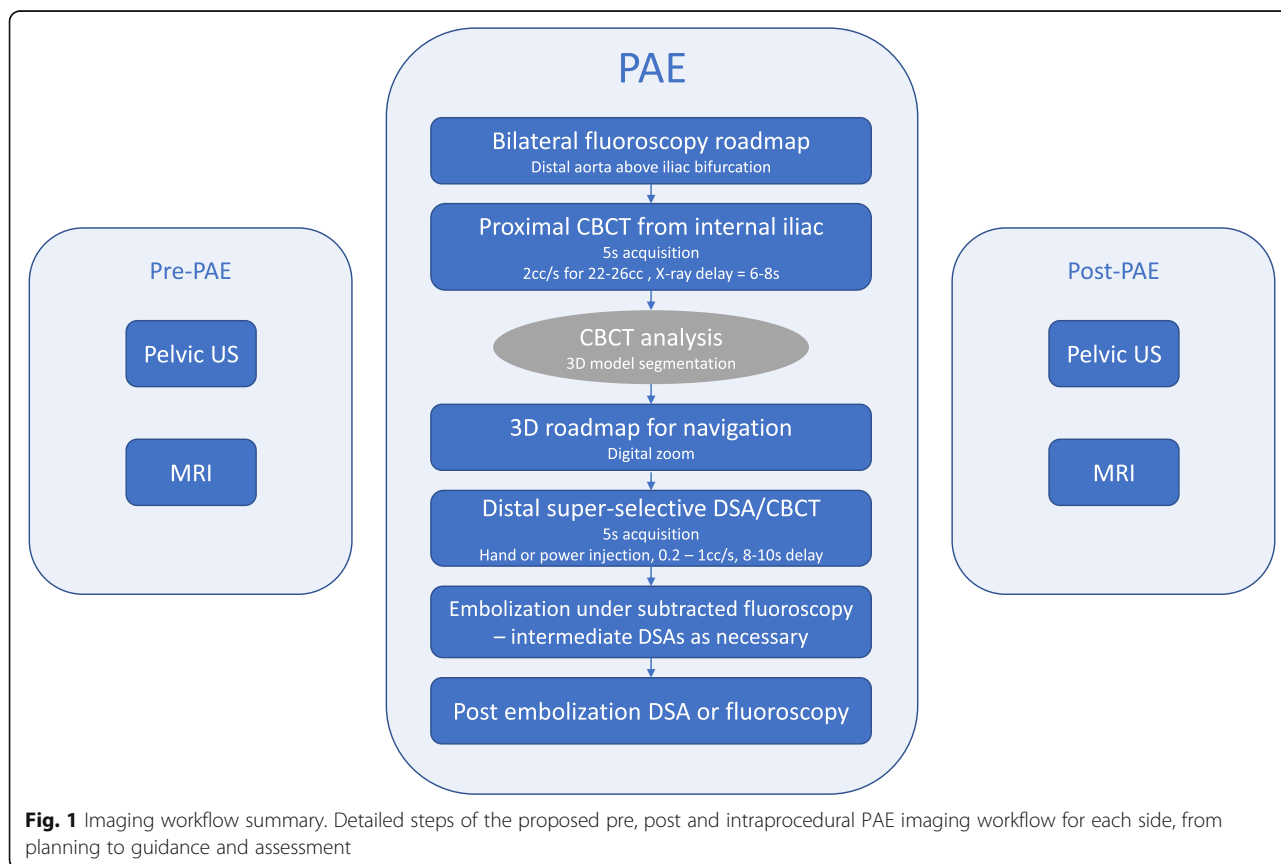 PAE
Bilateral fluoroscopy roadmap
Distal aorta above iliac bifurcation
Proximal CBCT from internal iliac
5s acquisition
2cc/s for 22-26cc , X-ray delay = 6-8s
CBCT analysis
3D model segmentation
3D roadmap for navigation
Digital zoom
Distal super-selective DSA/CBCT
5s acquisition
Hand or power injection, 0.2 – 1cc/s, 8-10s delay
Embolization under subtracted fluoroscopy
– intermediate DSAs as necessary
Post embolization DSA or fluoroscopy
Pre-PAE
Pelvic US
MRI
Post-PAE
Pelvic US
MRI
Fig. 1 Imaging workflow summary. Detailed steps of the proposed pre, post and intraprocedural PAE imaging workflow for each side, from
planning to guidance and assessment